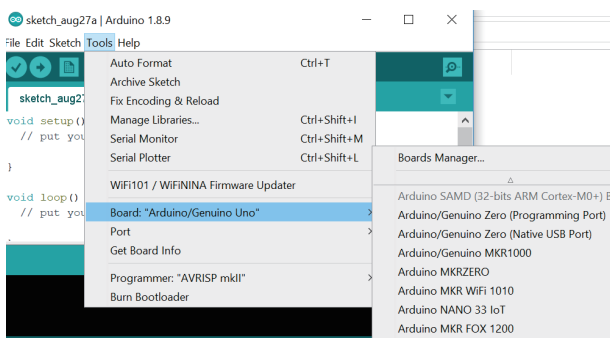 sketch_aug27a | Arduino 1.8.9
File Edit Sketch Tools Help
sketch_aug27
void setup()
// put you
}
void loop()
// put you
Auto Format Ctrl+T
Archive Sketch
Fix Encoding & Reload
Manage Libraries... Ctrl+Shift+I
Serial Monitor Ctrl+Shift+M
Serial Plotter Ctrl+Shift+L
WiFi101 / WiFiNINA Firmware Updater
Board: "Arduino/Genuino Uno"
Port
Get Board Info
Programmer: "AVRISP mkII"
Burn Bootloader
Boards Manager...
Arduino SAMD (32-bits ARM Cortex-M0+) B
Arduino/Genuino Zero (Programming Port)
Arduino/Genuino Zero (Native USB Port)
Arduino/Genuino MKR1000
Arduino MKRZERO
Arduino MKR WiFi 1010
Arduino NANO 33 IoT
Arduino MKR FOX 1200